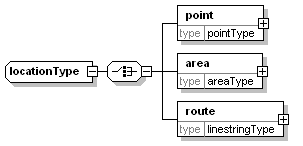 locationType
point
type pointType
area
type areaType
route
type linestringType